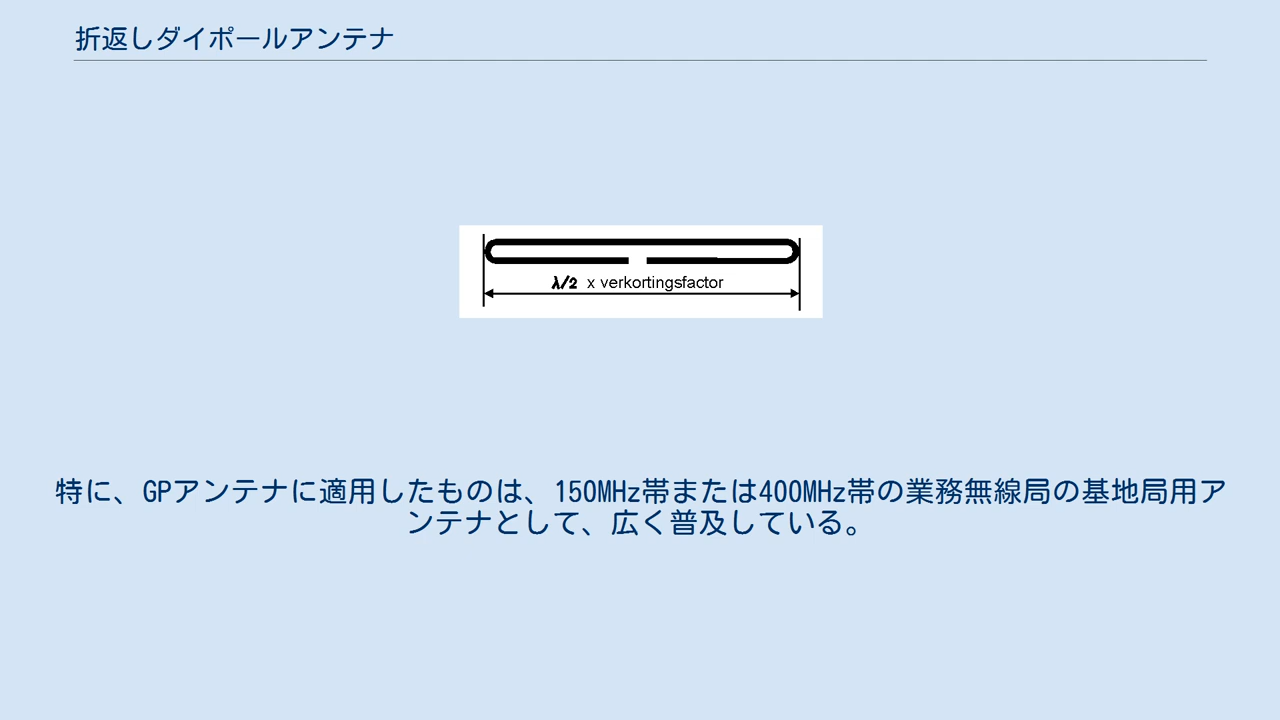 折返しダイポールアンテナ
λ/2 x verkortingsfactor
特に、GPアンテナに適用したものは、150MHz帯または400MHz帯の業務無線局の基地局用ア
ンテナとして、広く普及している。